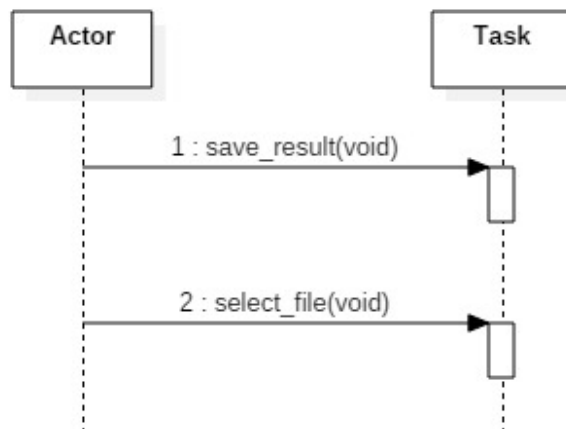 Actor
Task
1 : save_result(void)
2 : select_file(void)